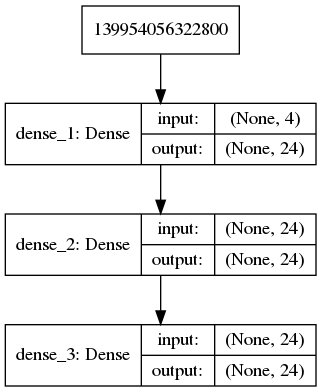 139954056322800
dense_1: Dense
input:
(None, 4)
output:
(None, 24)
dense_2: Dense
input:
(None, 24)
output:
(None, 24)
dense_3: Dense
input:
(None, 24)
output:
(None, 24)